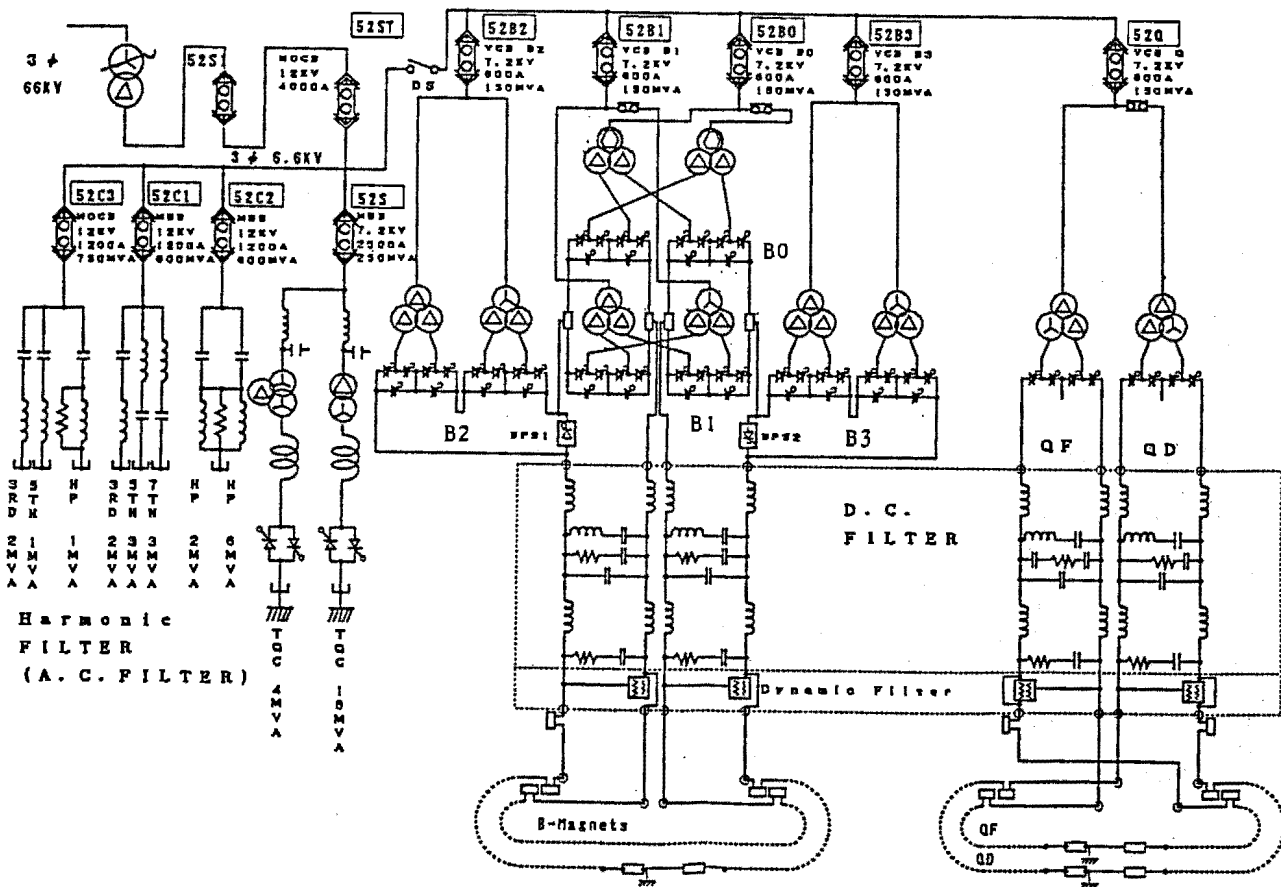 3 ϕ
66KV
52S1
52ST
MOCB
12KV
4000A
DS
52B2
VCB B2
7.2KV
600A
150MVA
52B1
VCB B1
7.2KV
600A
150MVA
52B0
VCB B0
7.2KV
600A
150MVA
52B3
VCB B3
7.2KV
600A
150MVA
52Q
VCB Q
7.2KV
600A
150MVA
3 ϕ 6.6KV
52C3
MOCB
12KV
1200A
750MVA
52C1
MBB
12KV
1200A
600MVA
52C2
MBB
12KV
1200A
600MVA
52S
MBB
7.2KV
2500A
250MVA
B0
B2
BPS1
B1
BPS2
B3
QF
QD
3RD 2MVA
5TH 1MVA
HP 1MVA
3RD 2MVA
5TH 3MVA
7TH 3MVA
HP 2MVA
HP 6MVA
D.C.
FILTER
Harmonic
FILTER
(A.C.FILTER)
TQC 4MVA
TQC 18MVA
Dynamic Filter
B-Magnets
QF
QD